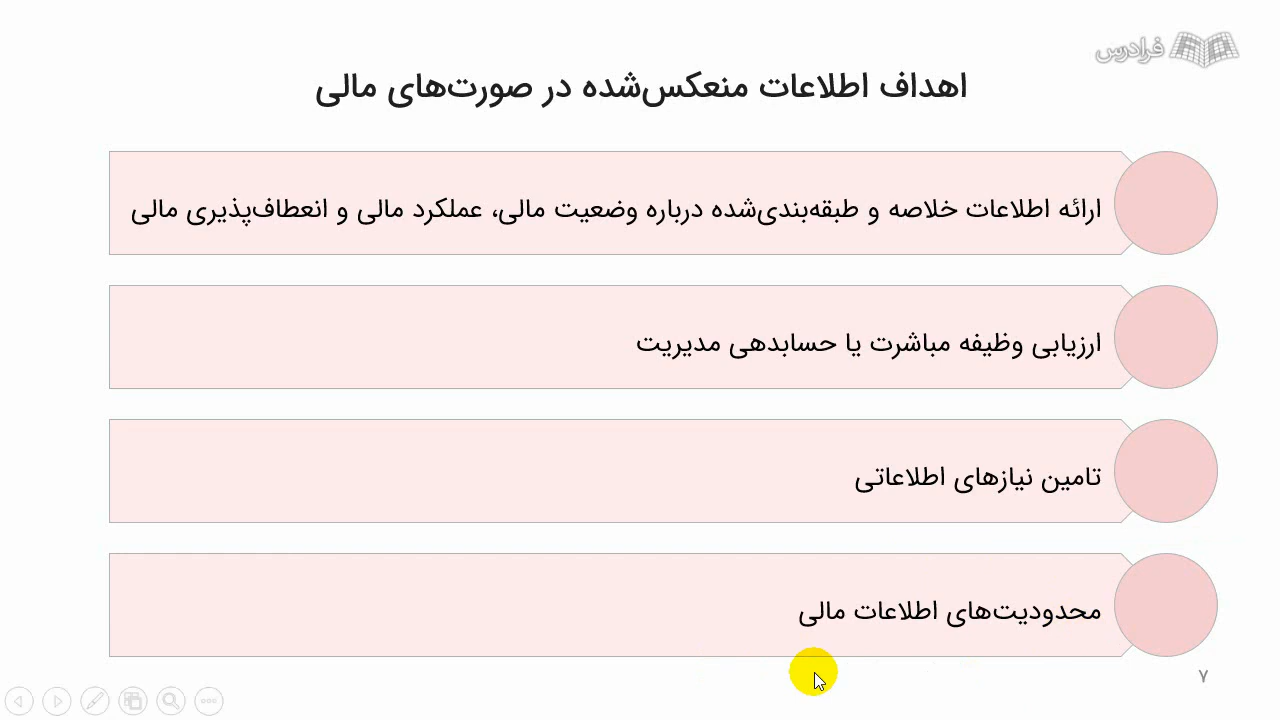 فرادرس
اهداف اطلاعات منعکس‌شده در صورت‌های مالی
ارائه اطلاعات خلاصه و طبقه‌بندی‌شده درباره وضعیت مالی، عملکرد مالی و انعطاف‌پذیری مالی
ارزیابی وظیفه مباشرت یا حسابدهی مدیریت
تامین نیازهای اطلاعاتی
محدودیت‌های اطلاعات مالی
۷